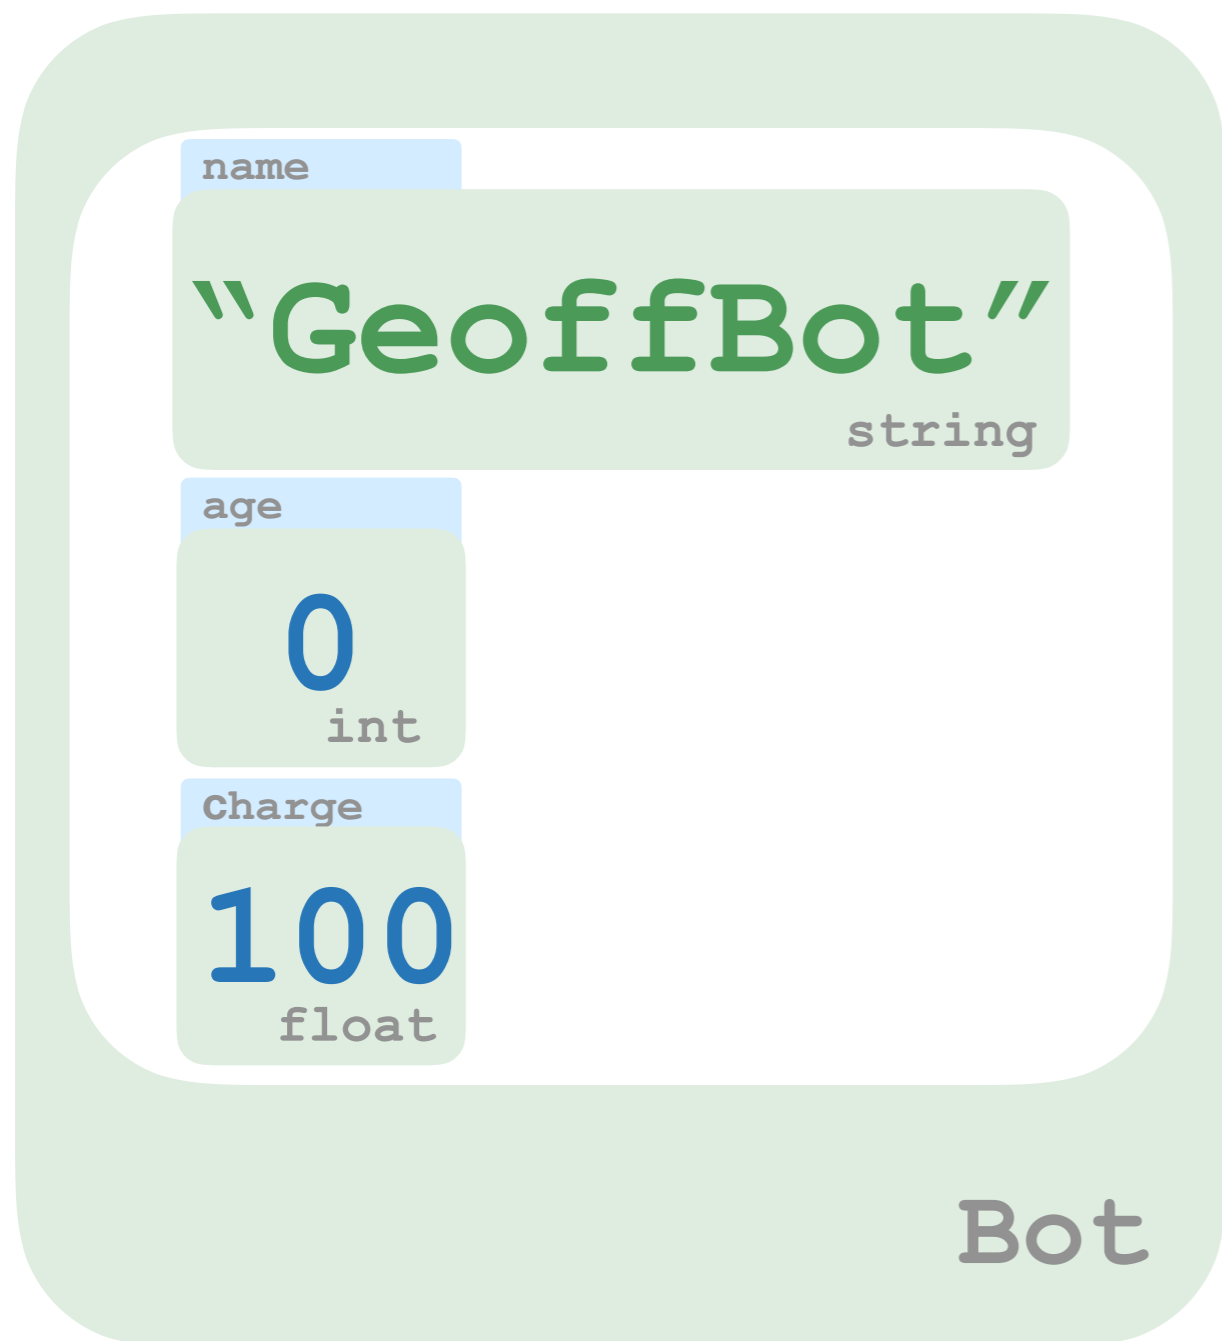 name
“GeoffBot”
string
age
0
int
Charge
100
float
Bot